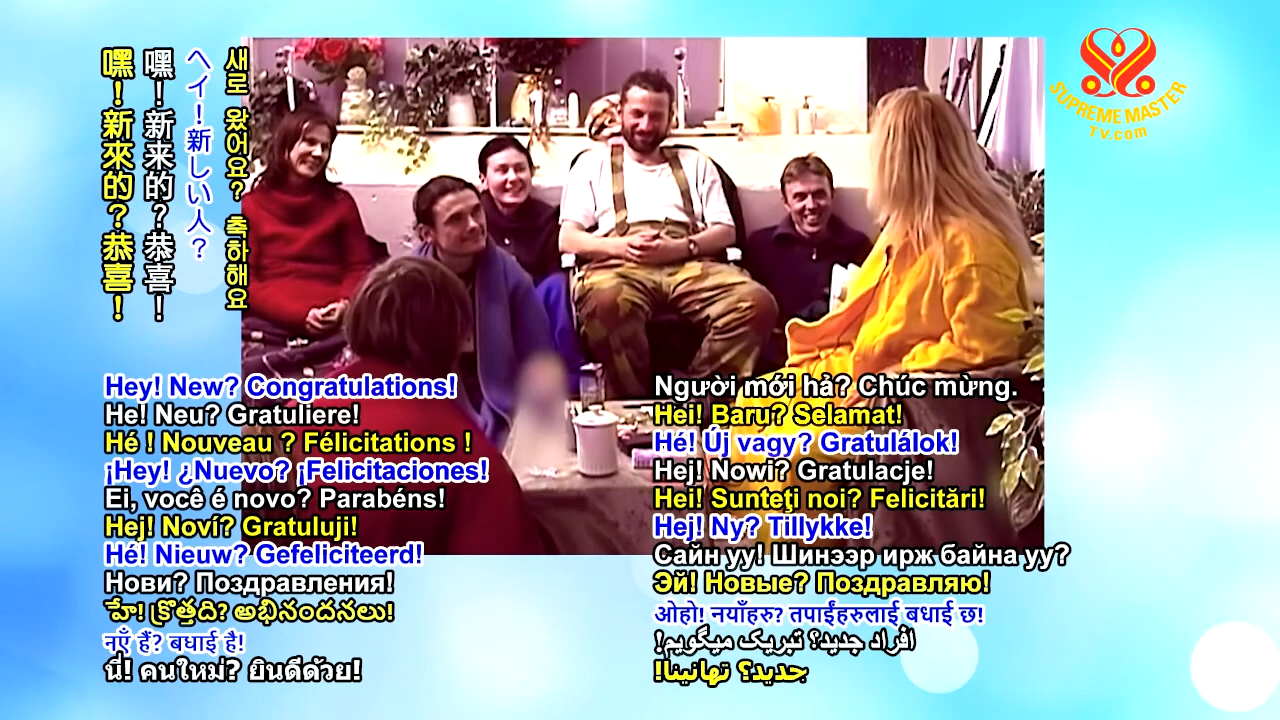 嘿！新來的？恭喜！
嘿！新来的？恭喜！
ヘイ！新しい人？
새로 왔어요? 축하해요
SUPREME MASTER
TV.com
Hey! New? Congratulations!
He! Neu? Gratuliere!
Hé ! Nouveau ? Félicitations !
¡Hey! ¿Nuevo? ¡Felicitaciones!
Ei, você é novo? Parabéns!
Hej! Noví? Gratuluji!
Hé! Nieuw? Gefeliciteerd!
Нови? Поздравления!
హే! క్రొత్తది? అభినందనలు!
नएँ हैं? बधाई है!
นี่! คนใหม่? ยินดีด้วย!
Người mới hả? Chúc mừng.
Hei! Baru? Selamat!
Hé! Új vagy? Gratulálok!
Hej! Nowi? Gratulacje!
Hei! Sunteţi noi? Felicitări!
Hej! Ny? Tillykke!
Сайн уу! Шинээр ирж байна уу?
Эй! Новые? Поздравляю!
ओहो! नयाँहरु? तपाईंहरुलाई बधाई छ!
افراد جدید؟ تبریک میگویم!
جديد؟ تهانينا!